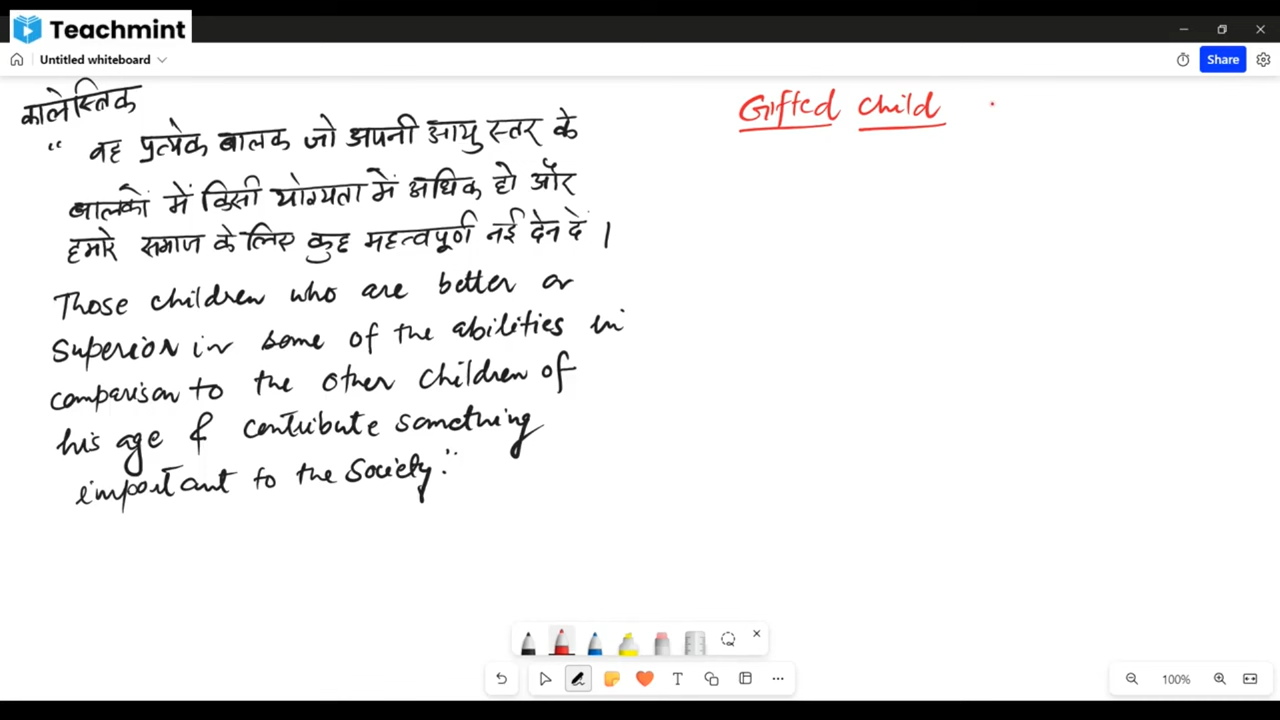 Teachmint
Untitled whiteboard
Share
कालेस्निक
“ वह प्रत्येक बालक जो अपनी आयु स्तर के
बालकों में किसी योग्यता में अधिक हो और
हमारे समाज के लिए कुछ महत्वपूर्ण नई देन दें ।
Those children who are better or
superior in some of the abilities in
comparison to the other children of
his age & contribute something
important to the society."
Gifted child
100%